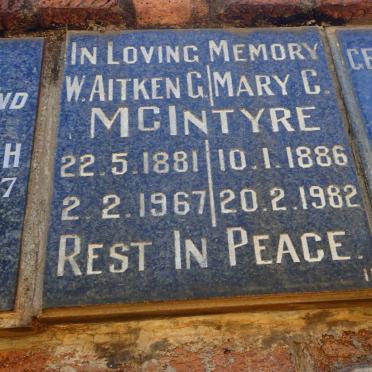 IN LOVING MEMORY
W. AITKEN G. MARY C.
MCINTYRE
22.5.1881 10.1.1886
2.2.1967 20.2.1982
REST IN PEACE.